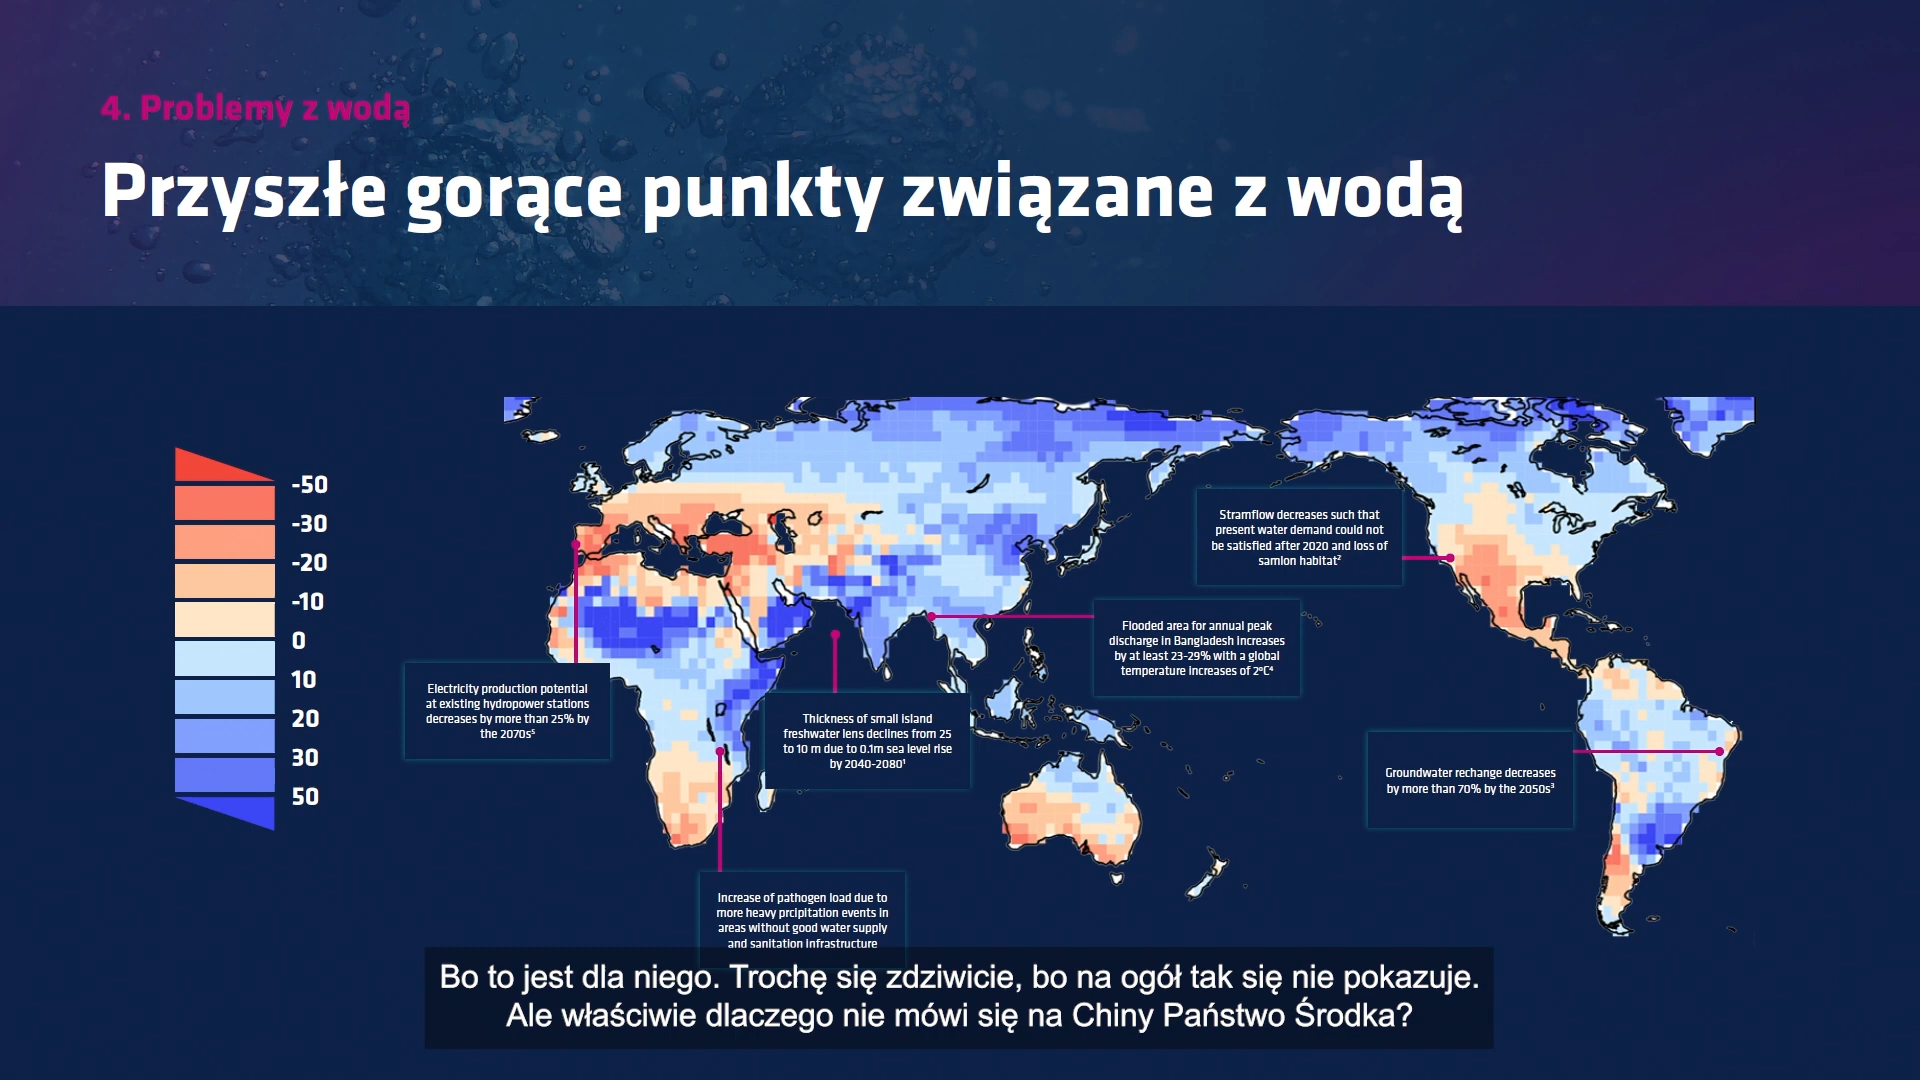 4. Problemy z wodą
Przyszłe gorące punkty związane z wodą
-50
-30
-20
-10
0
10
20
30
50
Stramflow decreases such that
present water demand could not
be satisfied after 2020 and loss of
samlon habitat²
Flooded area for annual peak
discharge in Bangladesh increases
by at least 23-29% with a global
temperature increases of 2°C⁴
Electricity production potential
at existing hydropower stations
decreases by more than 25% by
the 2070s⁵
Thickness of small island
freshwater lens declines from 25
to 10 m due to 0.1m sea level rise
by 2040-2080¹
Groundwater rechange decreases
by more than 70% by the 2050s³
Increase of pathogen load due to
more heavy prcipitation events in
areas without good water supply
and sanitation infrastructure
Bo to jest dla niego. Trochę się zdziwicie, bo na ogół tak się nie pokazuje.
Ale właściwie dlaczego nie mówi się na Chiny Państwo Środka?